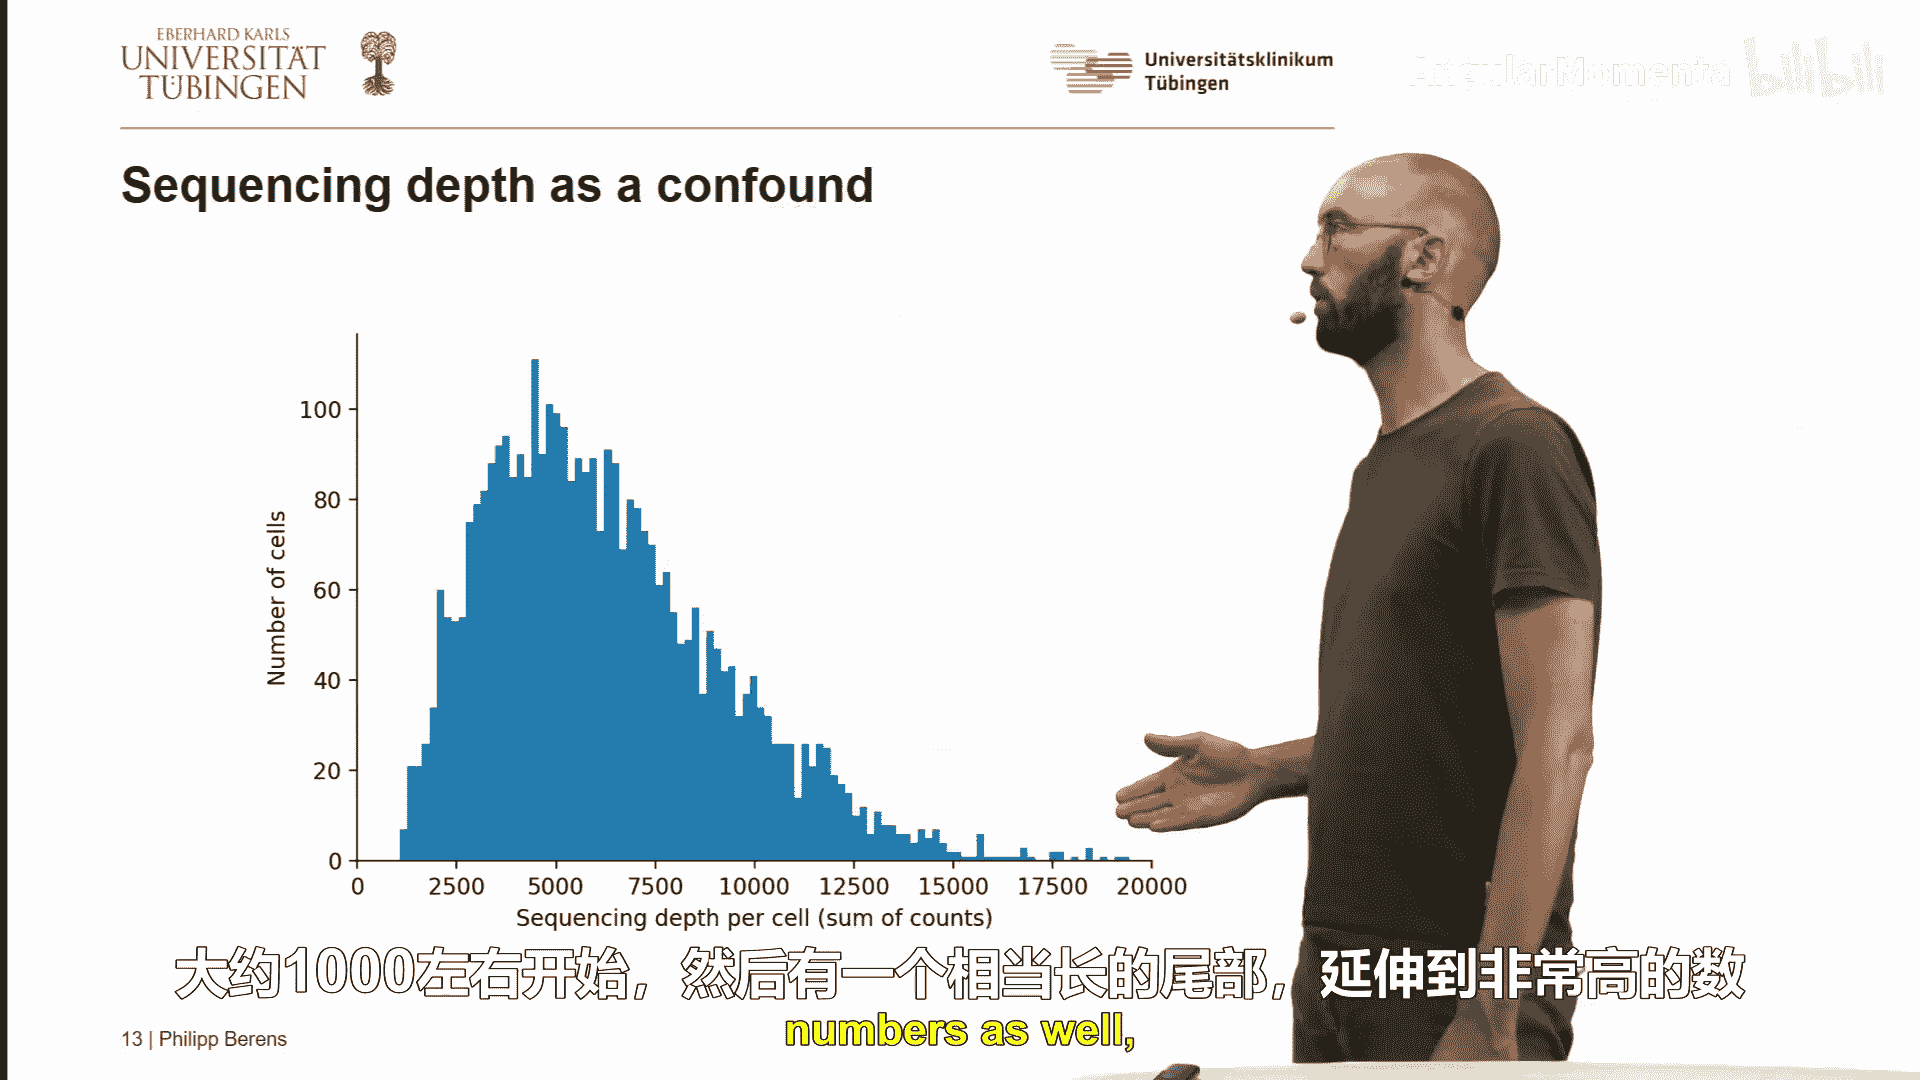 EBERHARD KARLS
UNIVERSITÄT
TÜBINGEN
Universitätsklinikum
Tübingen
bilibili
Sequencing depth as a confound
Number of cells
100
80
60
40
20
0
0 2500 5000 7500 10000 12500 15000 17500 20000
Sequencing depth per cell (sum of counts)
大约1000左右开始，然后有一个相当长的尾部，延伸到非常高的数
numbers as well,
13 | Philipp Berens